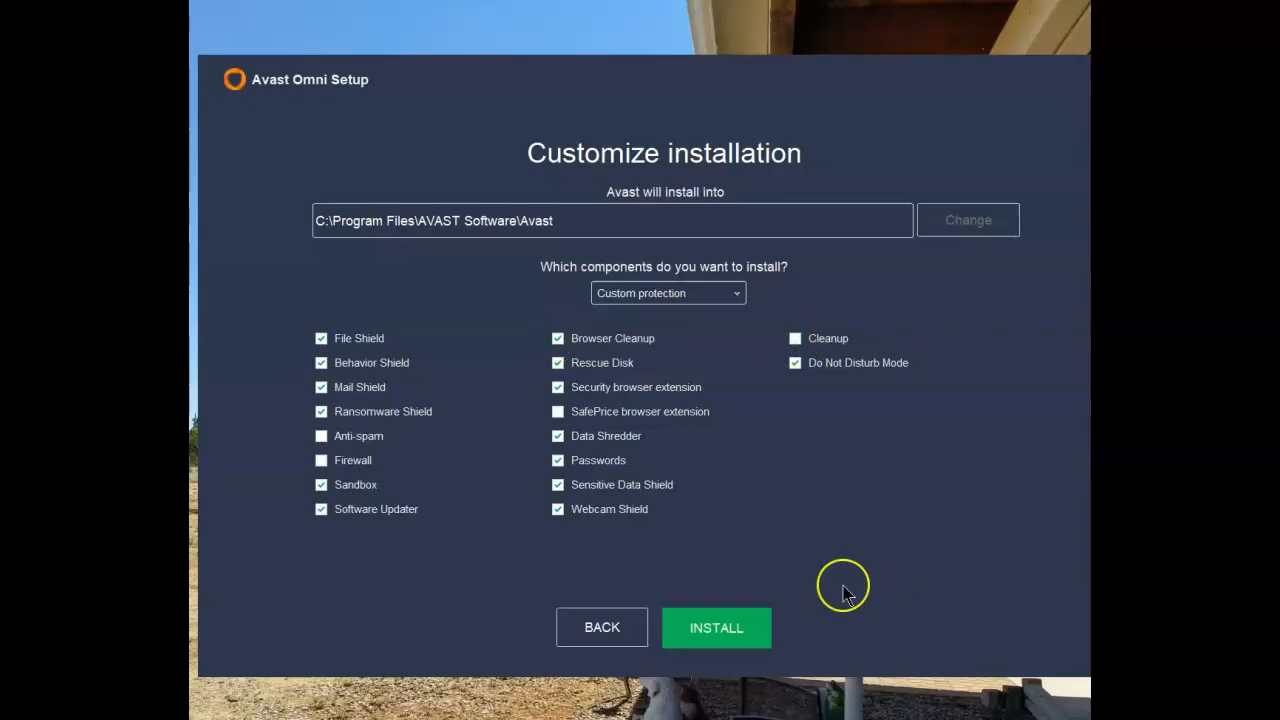 Avast Omni Setup
Customize installation
Avast will install into
C:\Program Files\AVAST Software\Avast
Change
Which components do you want to install?
Custom protection
File Shield
Behavior Shield
Mail Shield
Ransomware Shield
Anti-spam
Firewall
Sandbox
Software Updater
Browser Cleanup
Rescue Disk
Security browser extension
SafePrice browser extension
Data Shredder
Passwords
Sensitive Data Shield
Webcam Shield
Cleanup
Do Not Disturb Mode
BACK
INSTALL